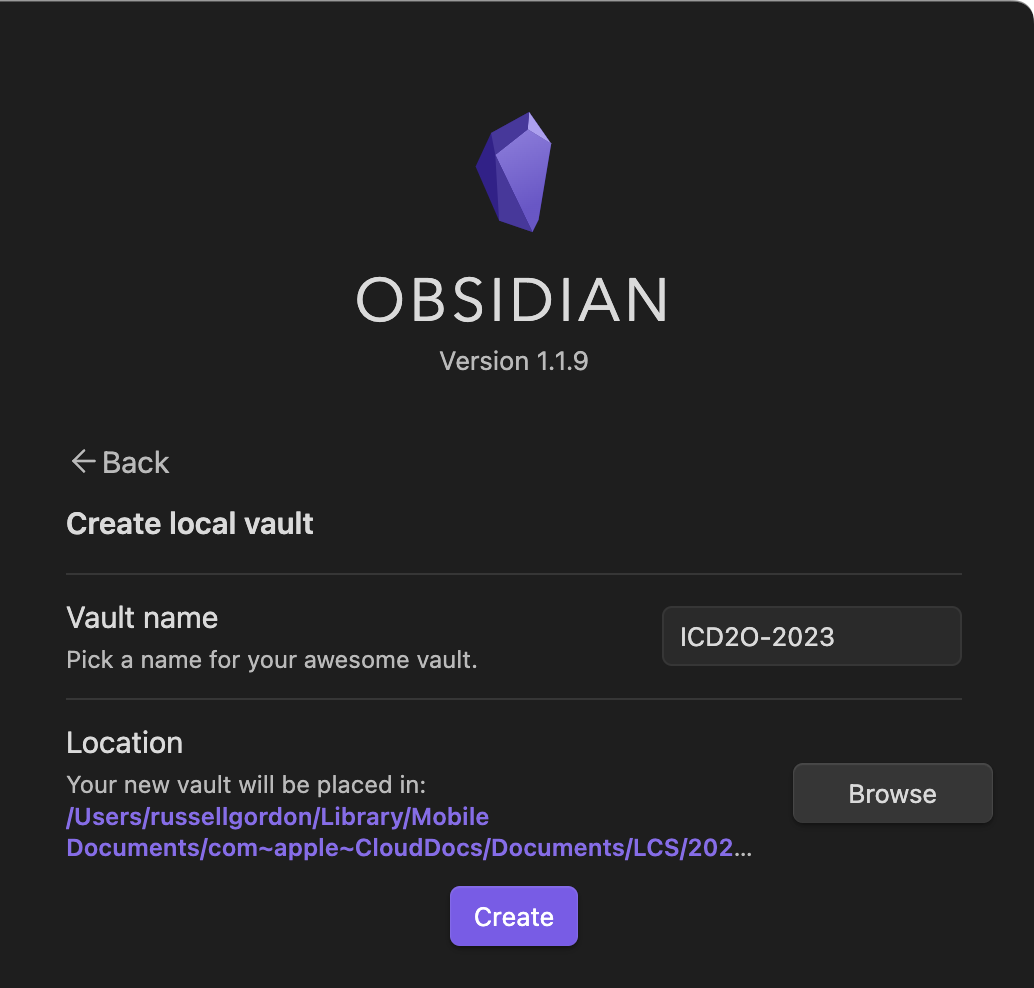 OBSIDIAN
Version 1.1.9
← Back
Create local vault
Vault name
Pick a name for your awesome vault.
ICD2O-2023
Location
Your new vault will be placed in:
/Users/russellgordon/Library/Mobile
Documents/com~apple~CloudDocs/Documents/LCS/202...
Browse
Create